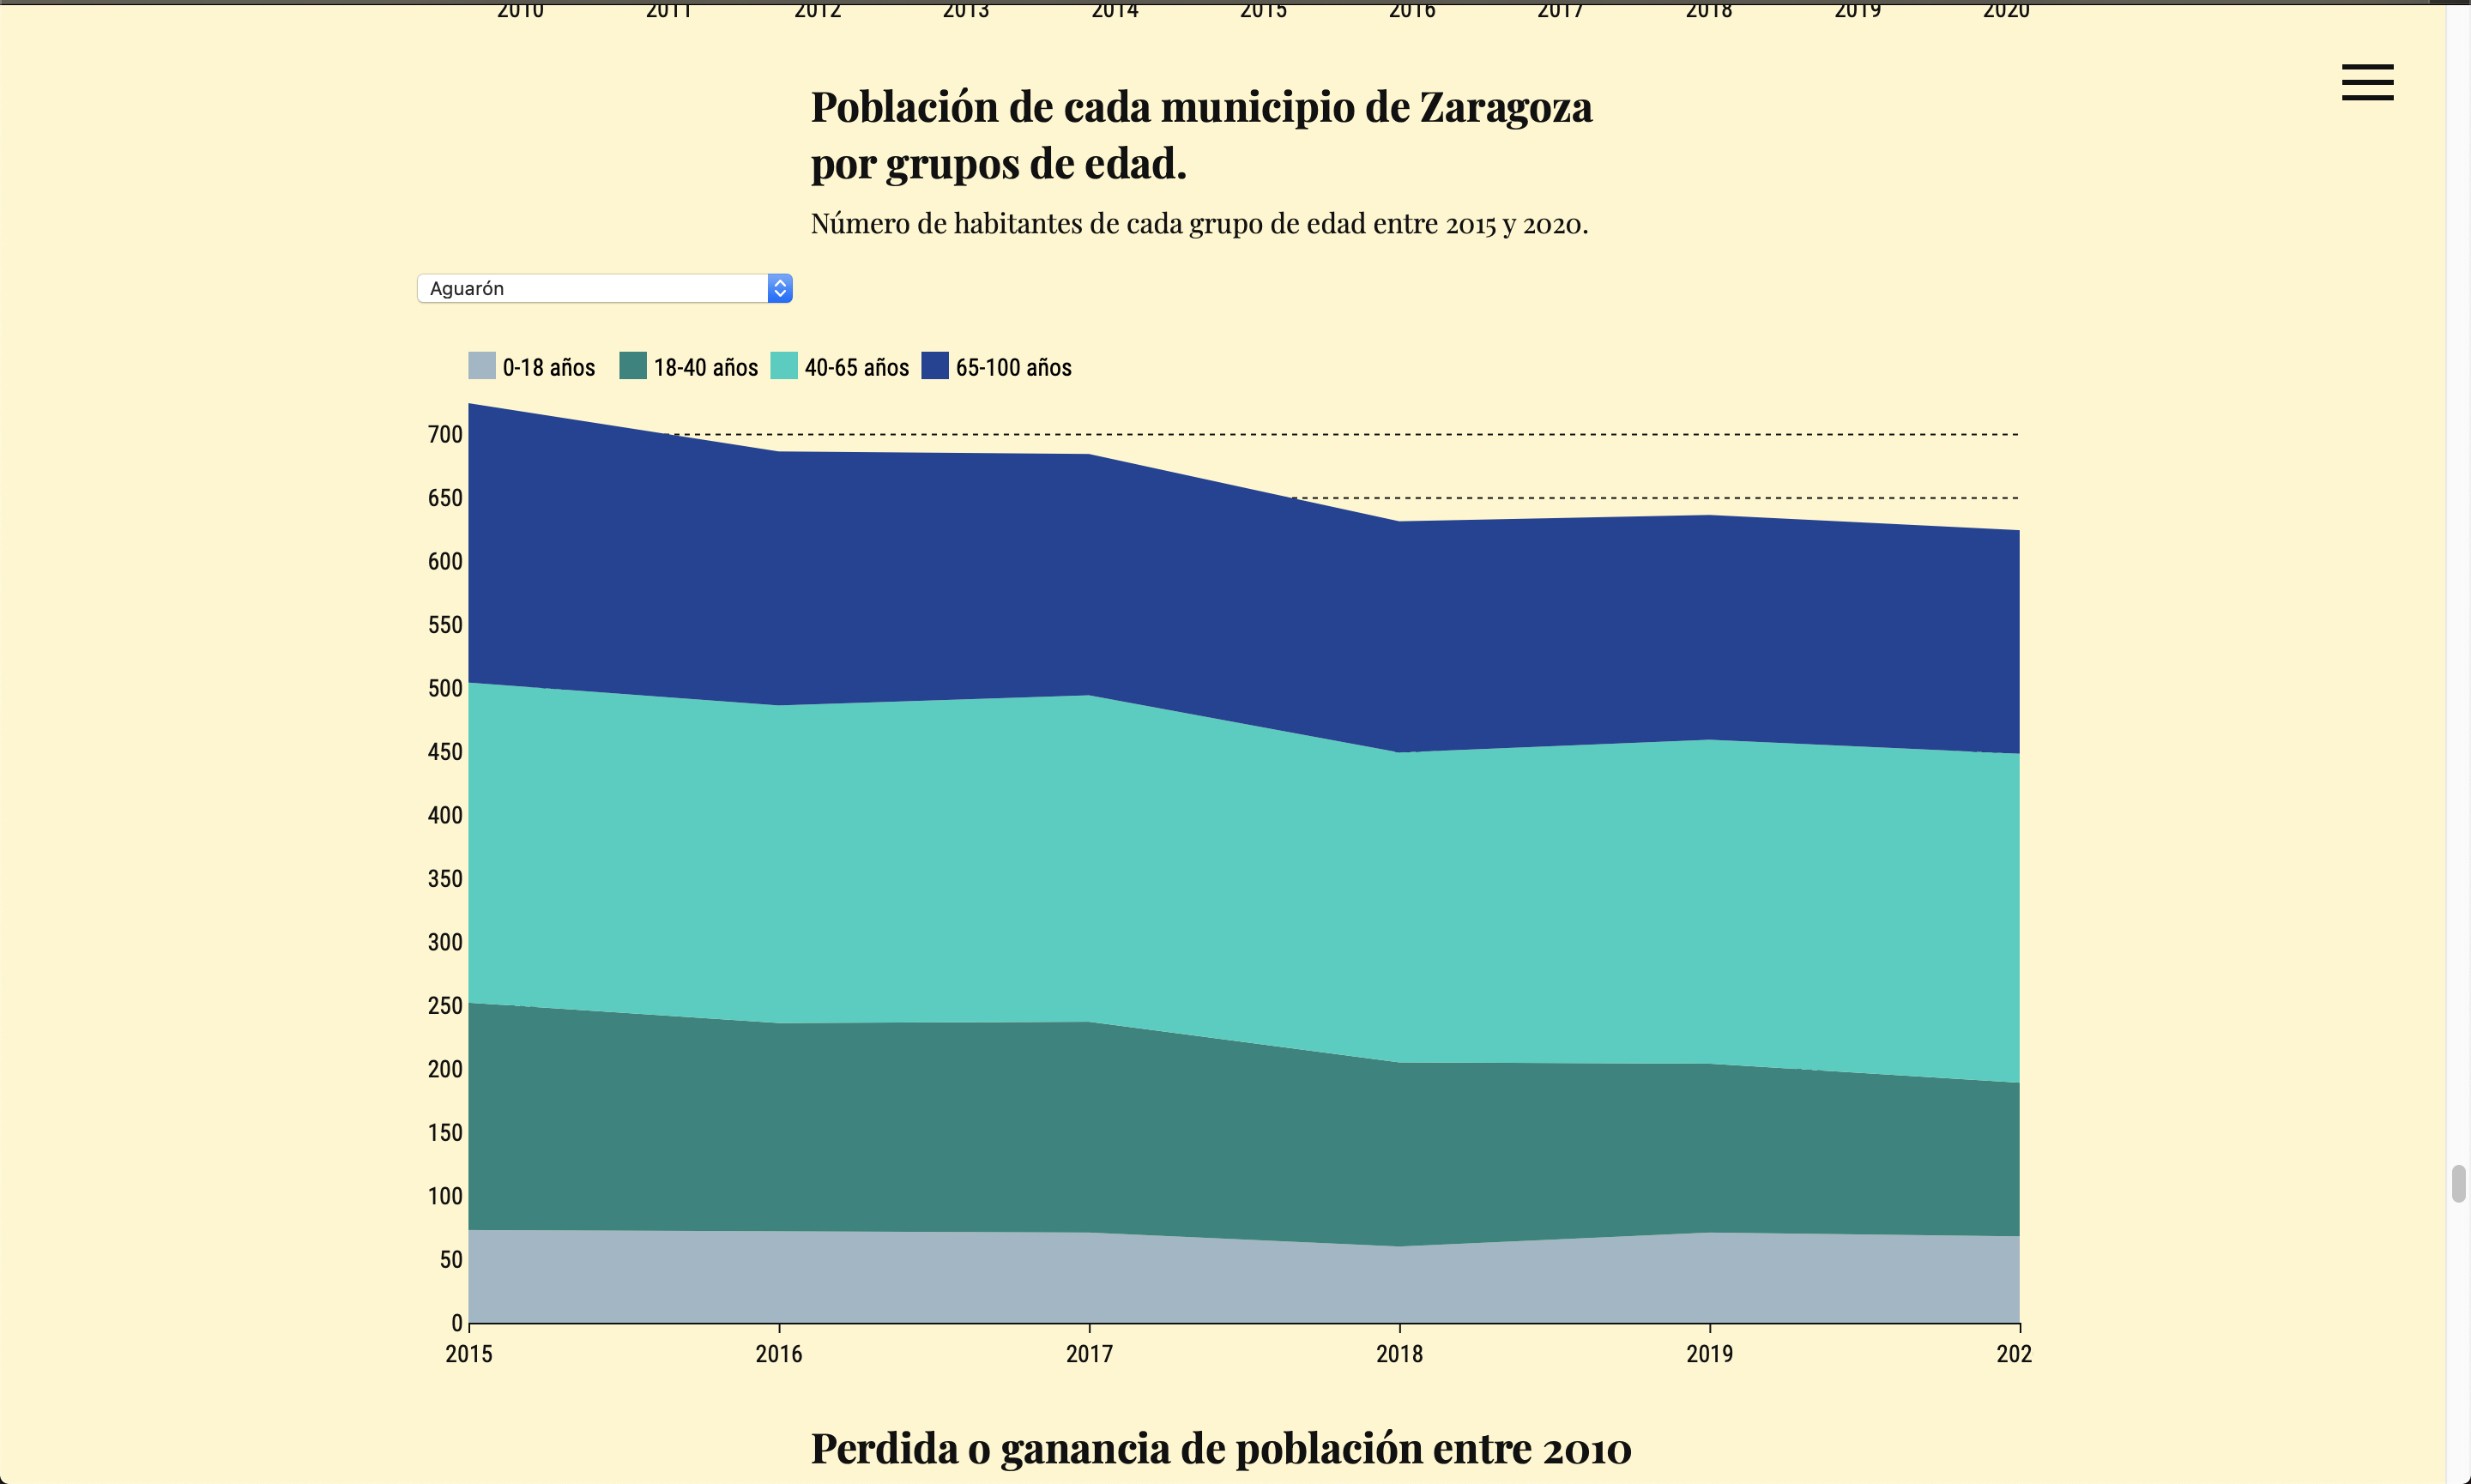 2010 2011 2012 2013 2014 2015 2016 2017 2018 2019 2020
Población de cada municipio de Zaragoza
por grupos de edad.
Número de habitantes de cada grupo de edad entre 2015 y 2020.
Aguarón
0-18 años 18-40 años 40-65 años 65-100 años
700
650
600
550
500
450
400
350
300
250
200
150
100
50
0
2015 2016 2017 2018 2019 202
Perdida o ganancia de población entre 2010